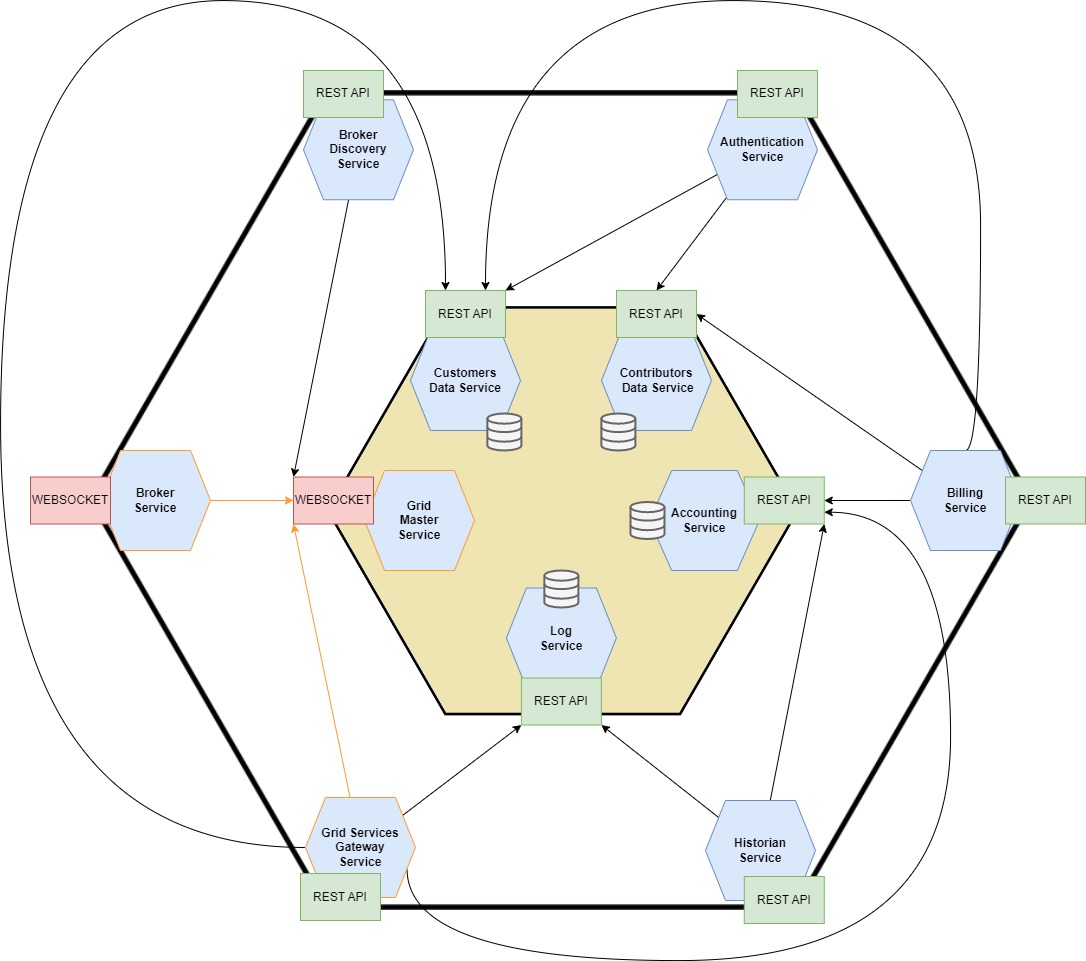 REST API
REST API
Broker
Discovery
Service
Authentication
Service
REST API
REST API
Customers
Data Service
Contributors
Data Service
WEBSOCKET
Broker
Service
WEBSOCKET
Grid
Master
Service
Accounting
Service
REST API
Billing
Service
REST API
Log
Service
REST API
Grid Services
Gateway
Service
REST API
Historian
Service
REST API